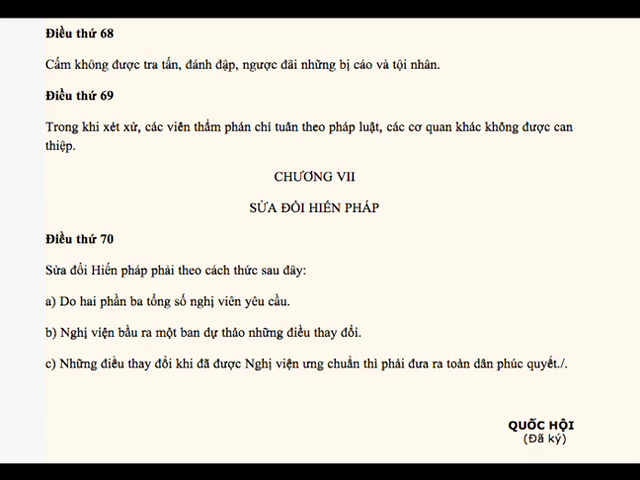 Điều thứ 68
Cấm không được tra tấn, đánh đập, ngược đãi những bị cáo và tội nhân.
Điều thứ 69
Trong khi xét xử, các viên thẩm phán chỉ tuân theo pháp luật, các cơ quan khác không được can
thiệp.
CHƯƠNG VII
SỬA ĐỔI HIẾN PHÁP
Điều thứ 70
Sửa đổi Hiến pháp phải theo cách thức sau đây:
a) Do hai phần ba tổng số nghị viên yêu cầu.
b) Nghị viện bầu ra một ban dự thảo những điều thay đổi.
c) Những điều thay đổi khi đã được Nghị viện ưng chuẩn thì phải đưa ra toàn dân phúc quyết./.
QUỐC HỘI
(Đã ký)